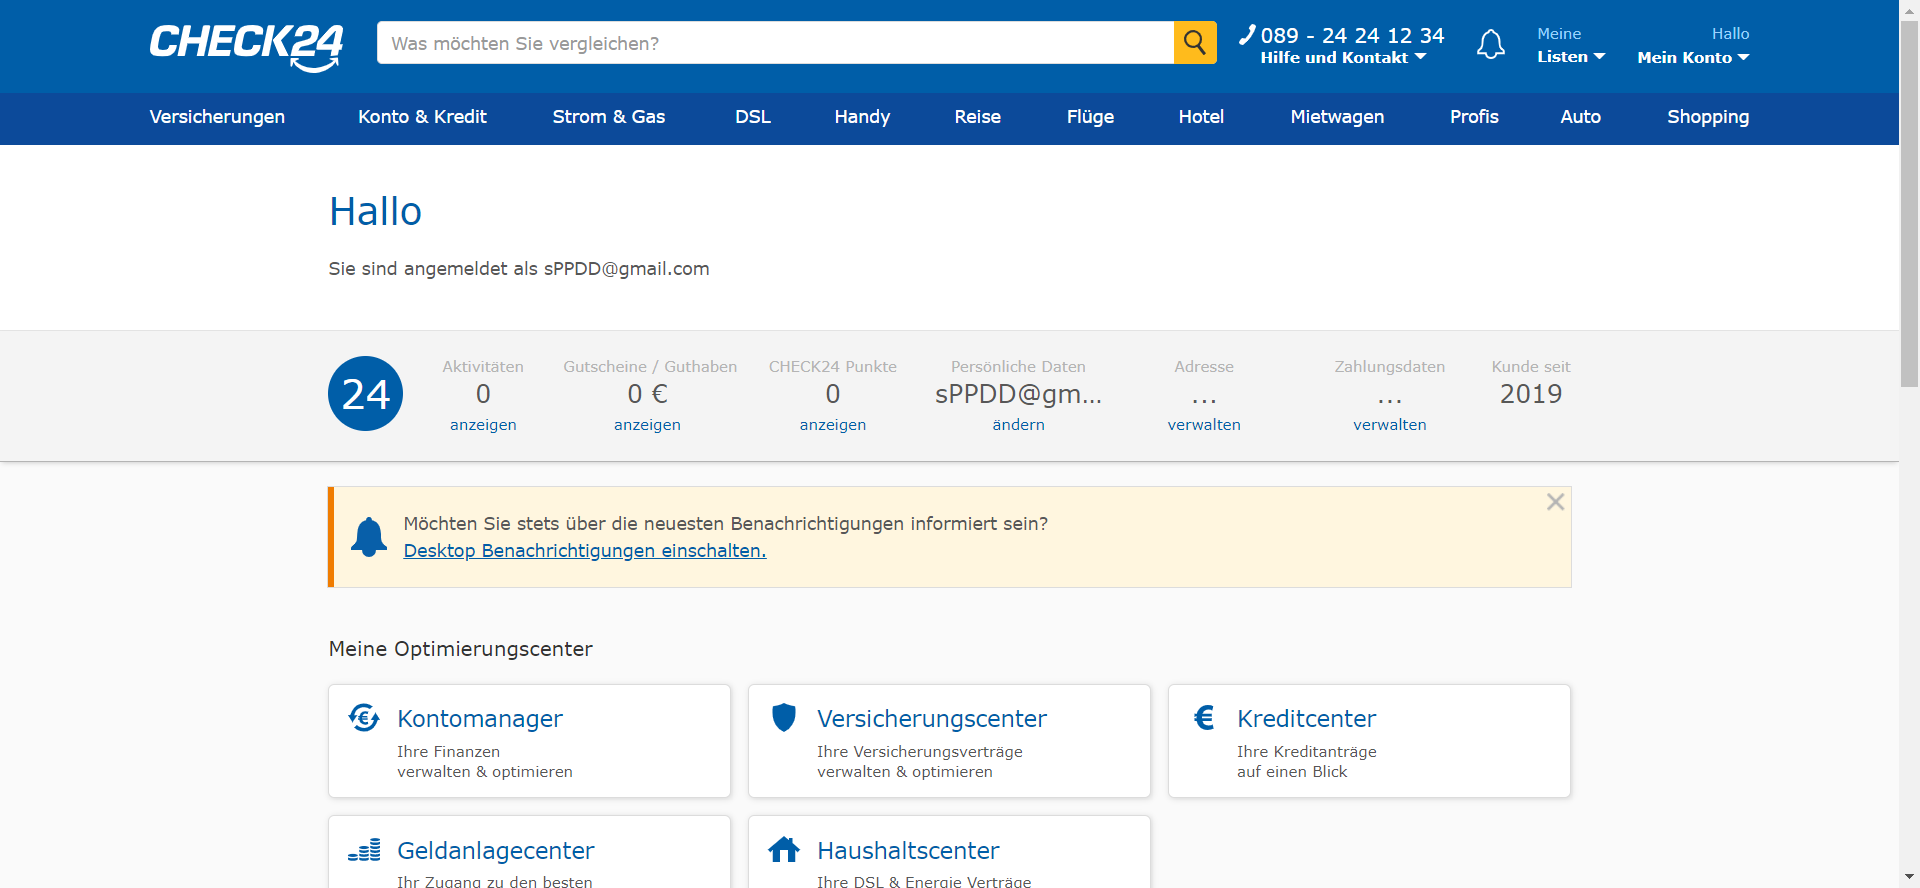 CHECK24
Was möchten Sie vergleichen?
089 - 24 24 12 34
Hilfe und Kontakt
Meine
Listen
Hallo
Mein Konto
Versicherungen Konto & Kredit Strom & Gas DSL Handy Reise Flüge Hotel Mietwagen Profis Auto Shopping
Hallo
Sie sind angemeldet als sPPDD@gmail.com
24
Aktivitäten
0
anzeigen
Gutscheine / Guthaben
0 €
anzeigen
CHECK24 Punkte
0
anzeigen
Persönliche Daten
sPPDD@gm...
ändern
Adresse
...
verwalten
Zahlungsdaten
...
verwalten
Kunde seit
2019
Möchten Sie stets über die neuesten Benachrichtigungen informiert sein?
Desktop Benachrichtigungen einschalten.
Meine Optimierungscenter
Kontomanager
Ihre Finanzen
verwalten & optimieren
Versicherungscenter
Ihre Versicherungsverträge
verwalten & optimieren
Kreditcenter
Ihre Kreditanträge
auf einen Blick
Geldanlagecenter
Ihr Zugang zu den besten
Haushaltscenter
Ihre DSL & Energie Verträge